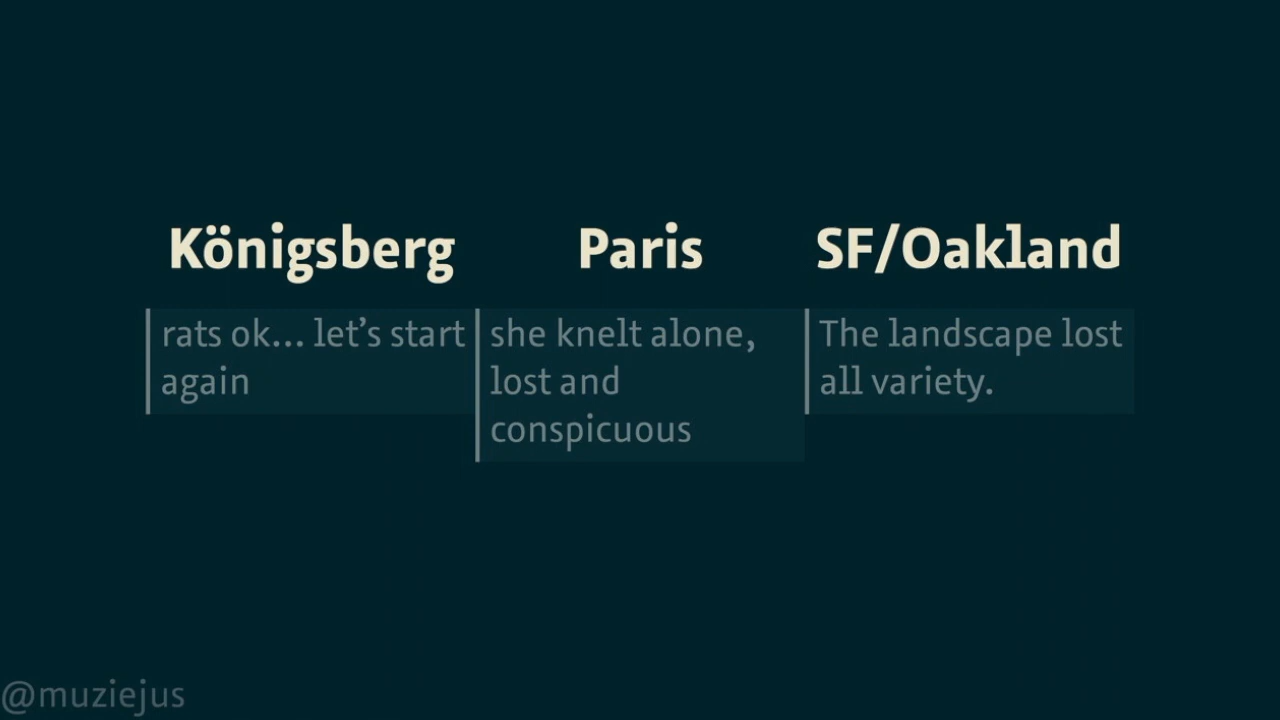 Königsberg
rats ok... let’s start
again
Paris
she knelt alone,
lost and
conspicuous
SF/Oakland
The landscape lost
all variety.
@muziejus